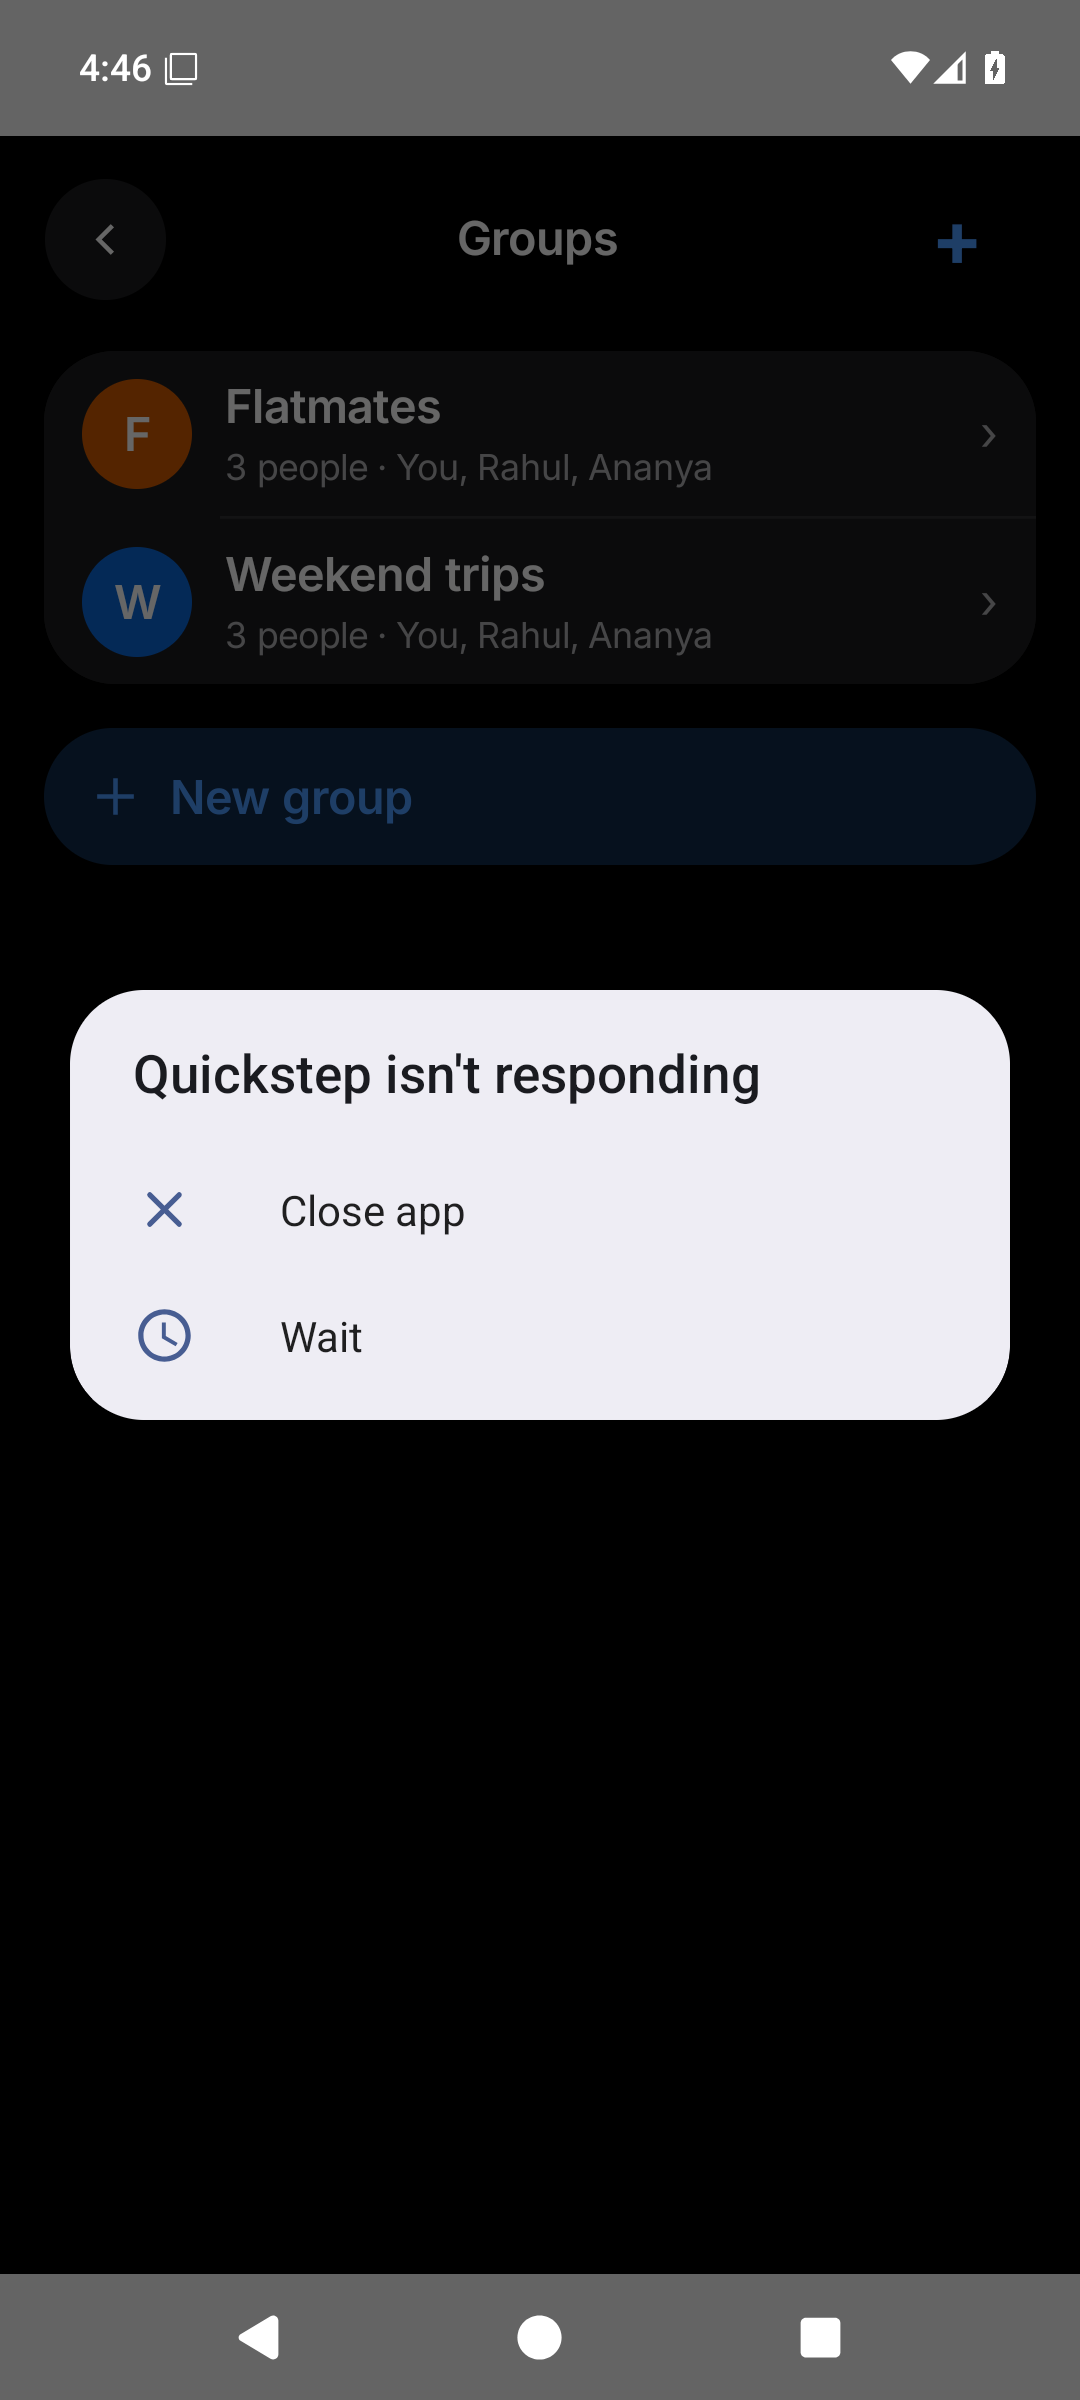 4:46
Groups
+
F
Flatmates
3 people · You, Rahul, Ananya
›
W
Weekend trips
3 people · You, Rahul, Ananya
›
+ New group
Quickstep isn't responding
Close app
Wait